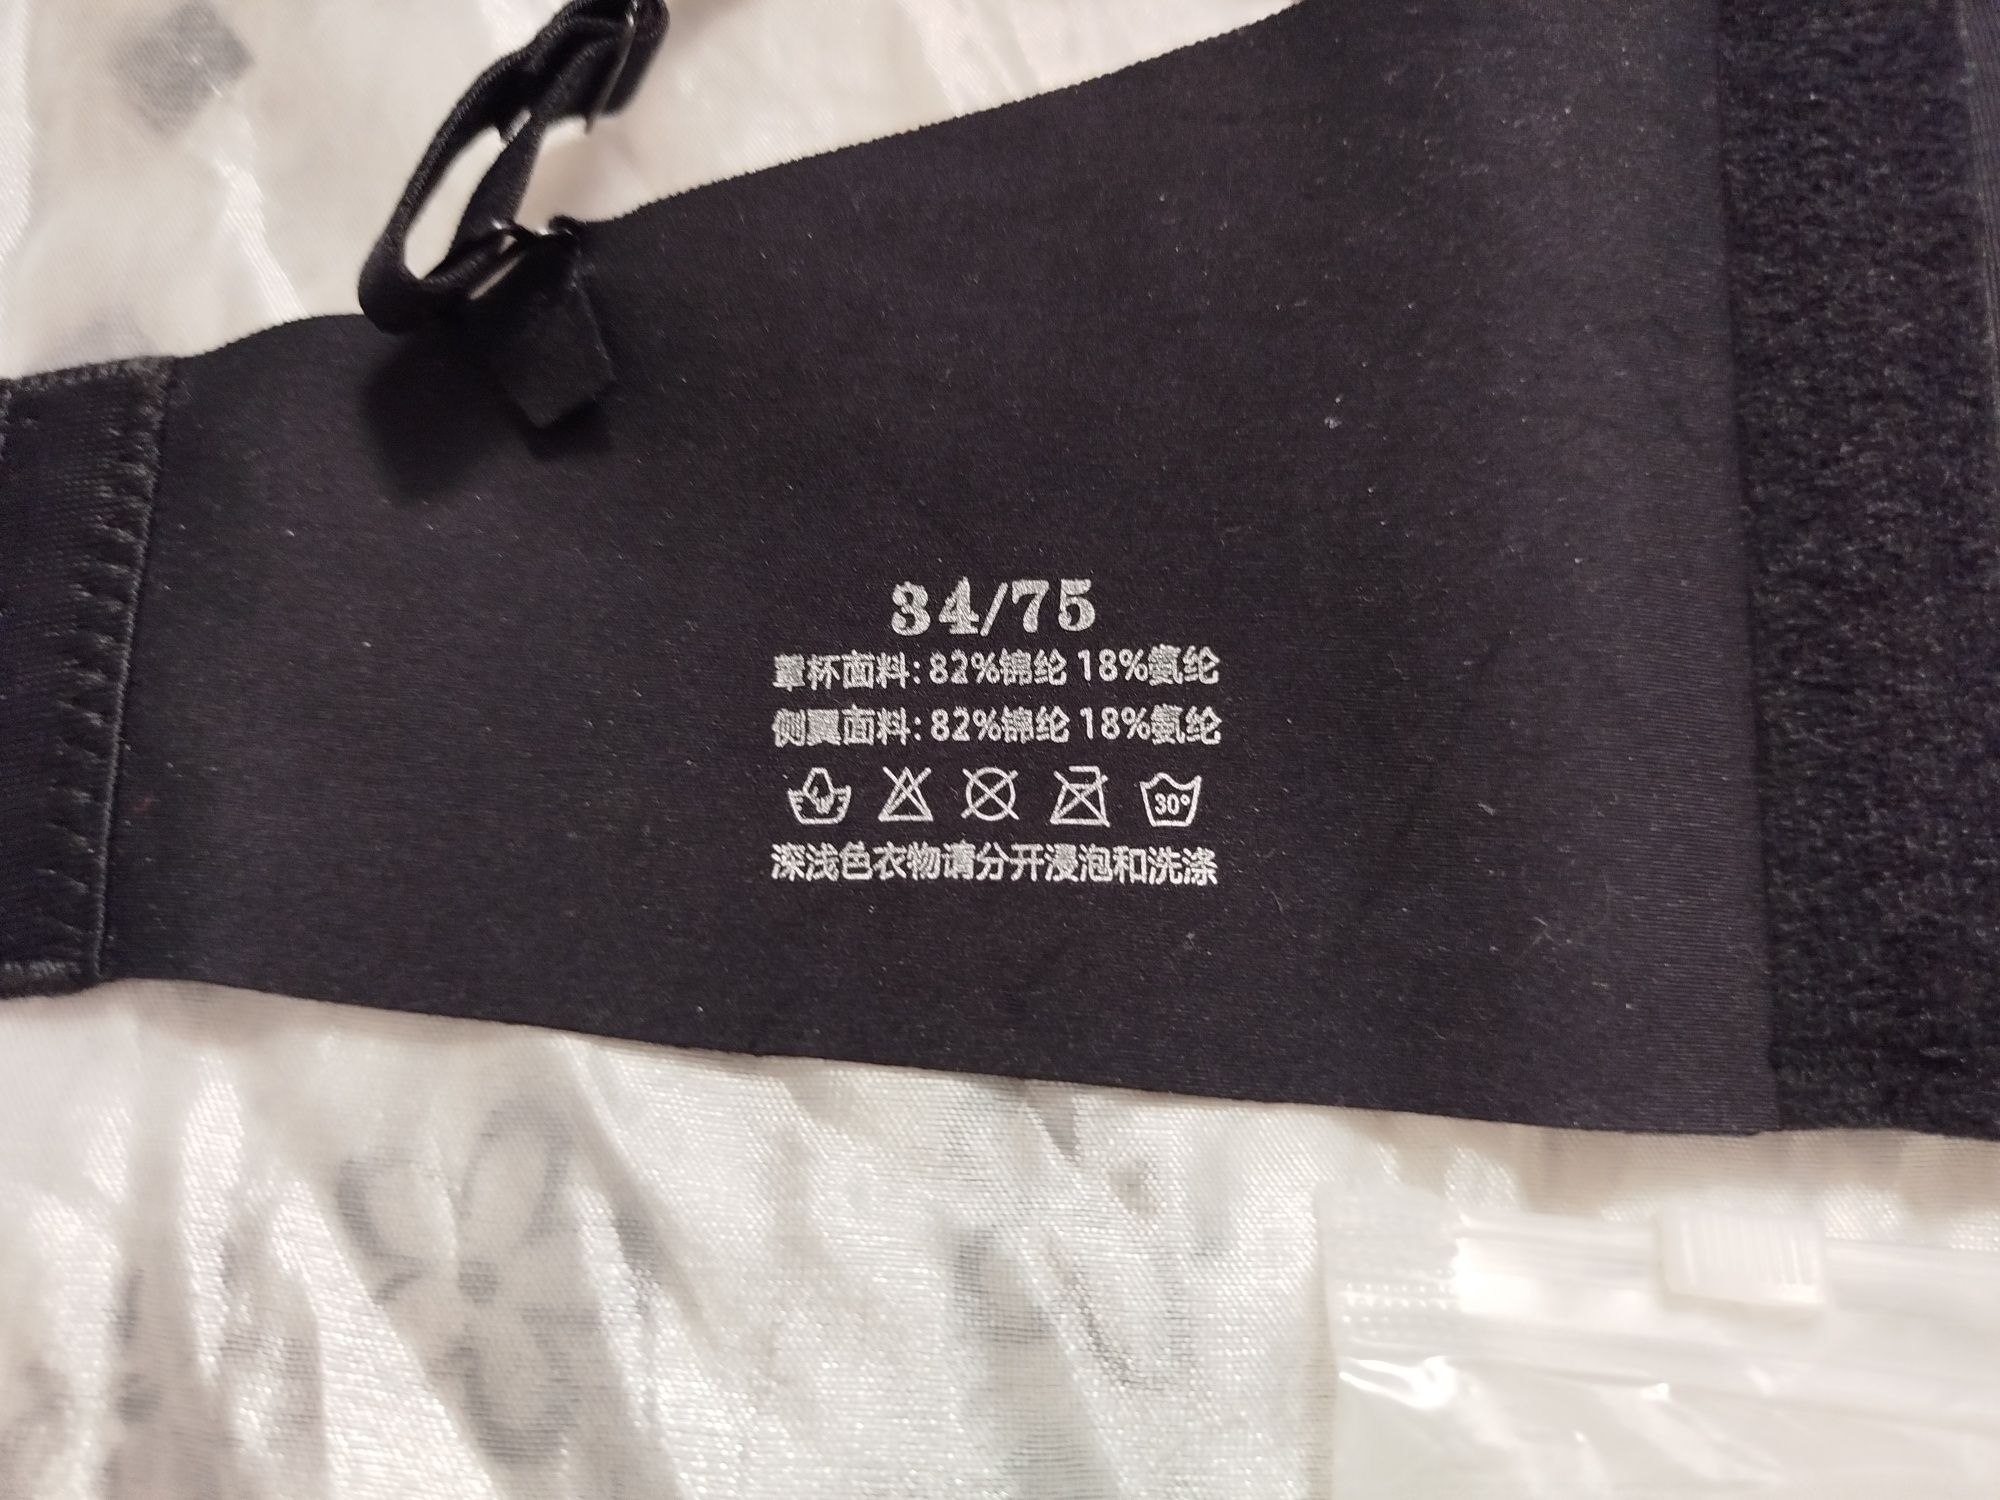 34/75
罩杯面料: 82%锦纶 18%氨纶
侧翼面料: 82%锦纶 18%氨纶
30°
深浅色衣物请分开浸泡和洗涤